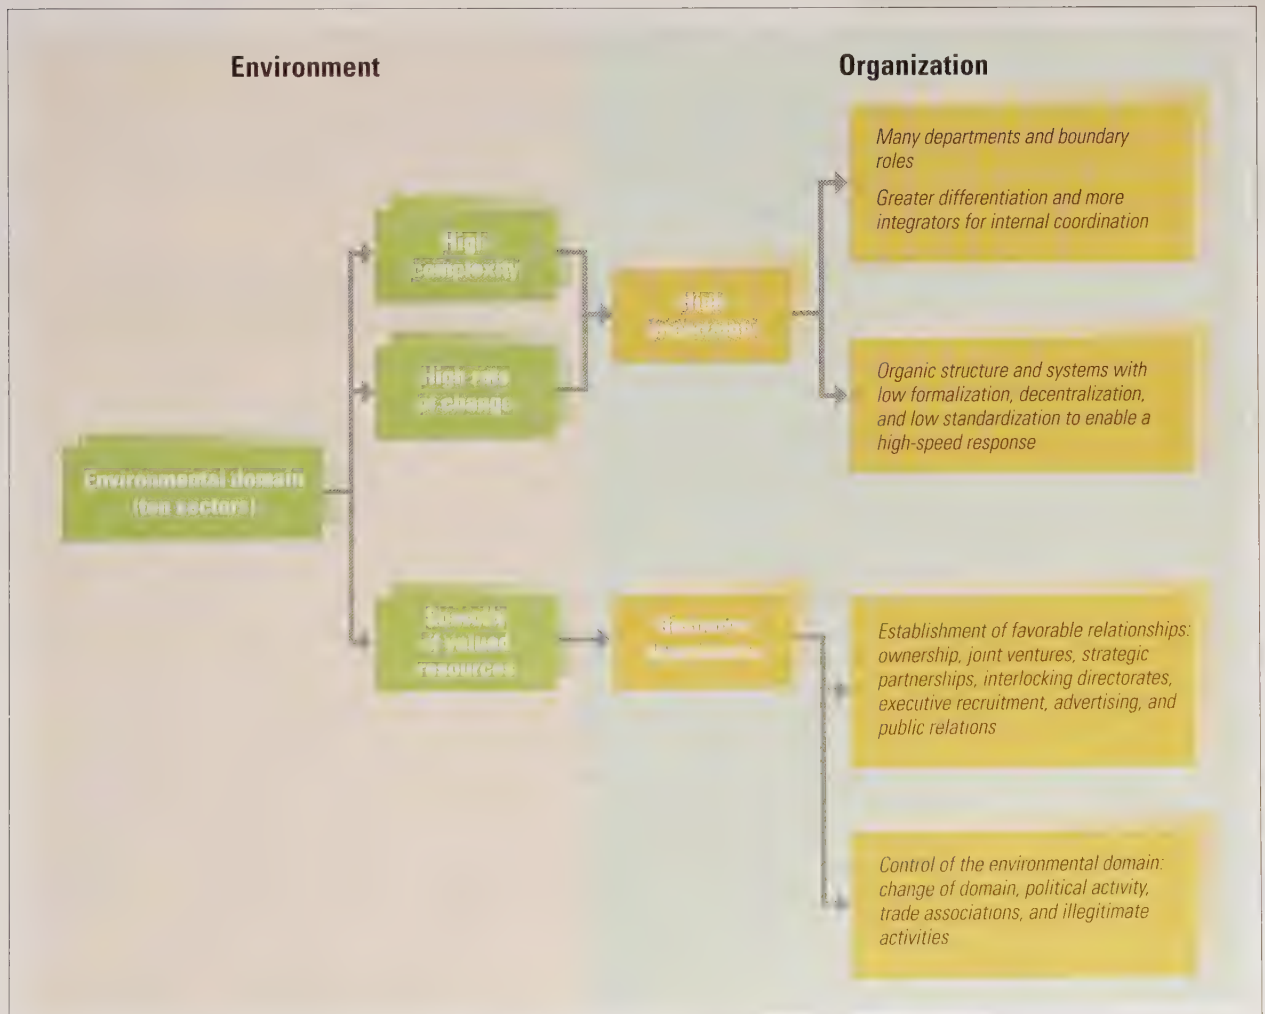 Environment
Organization
Many departments and boundary
roles
Greater differentiation and more
integrators for internal coordination
High
complexity
High
High rate
of change
Organic structure and systems with
low formalization, decentralization,
and low standardization to enable a
high-speed response
Environmental domain
(ten sectors)
of valued
resources
Establishment of favorable relationships:
ownership, joint ventures, strategic
partnerships, interlocking directorates,
executive recruitment, advertising, and
public relations
Control of the environmental domain:
change of domain, political activity,
trade associations, and illegitimate
activities